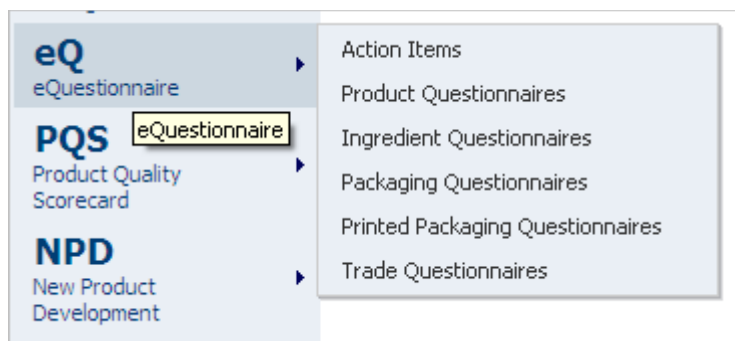 eQ
eQuestionnaire
eQuestionnaire
PQS
Product Quality
Scorecard
NPD
New Product
Development
Action Items
Product Questionnaires
Ingredient Questionnaires
Packaging Questionnaires
Printed Packaging Questionnaires
Trade Questionnaires